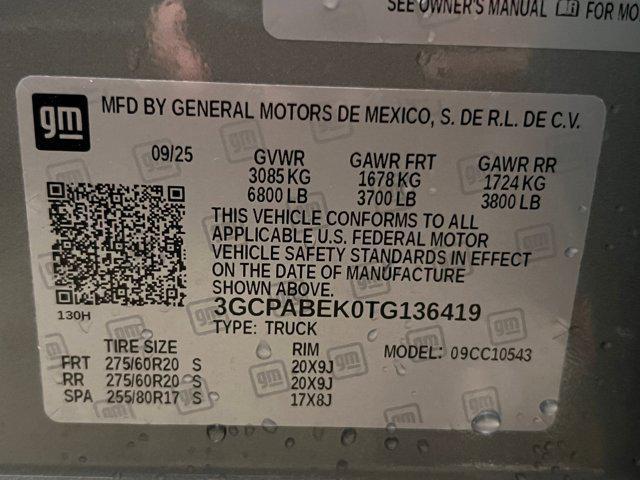 SEE OWNER'S MANUAL FOR MO
gm MFD BY GENERAL MOTORS DE MEXICO, S. DE R.L. DE C.V.
09/25 GVWR GAWR FRT GAWR RR
3085 KG 1678 KG 1724 KG
6800 LB 3700 LB 3800 LB
THIS VEHICLE CONFORMS TO ALL
APPLICABLE U.S. FEDERAL MOTOR
VEHICLE SAFETY STANDARDS IN EFFECT
ON THE DATE OF MANUFACTURE
SHOWN ABOVE.
130H 3GCPABEK0TG136419
TYPE: TRUCK
TIRE SIZE RIM MODEL: 09CC10543
FRT 275/60R20 S 20X9J
RR 275/60R20 S 20X9J
SPA 255/80R17 S 17X8J